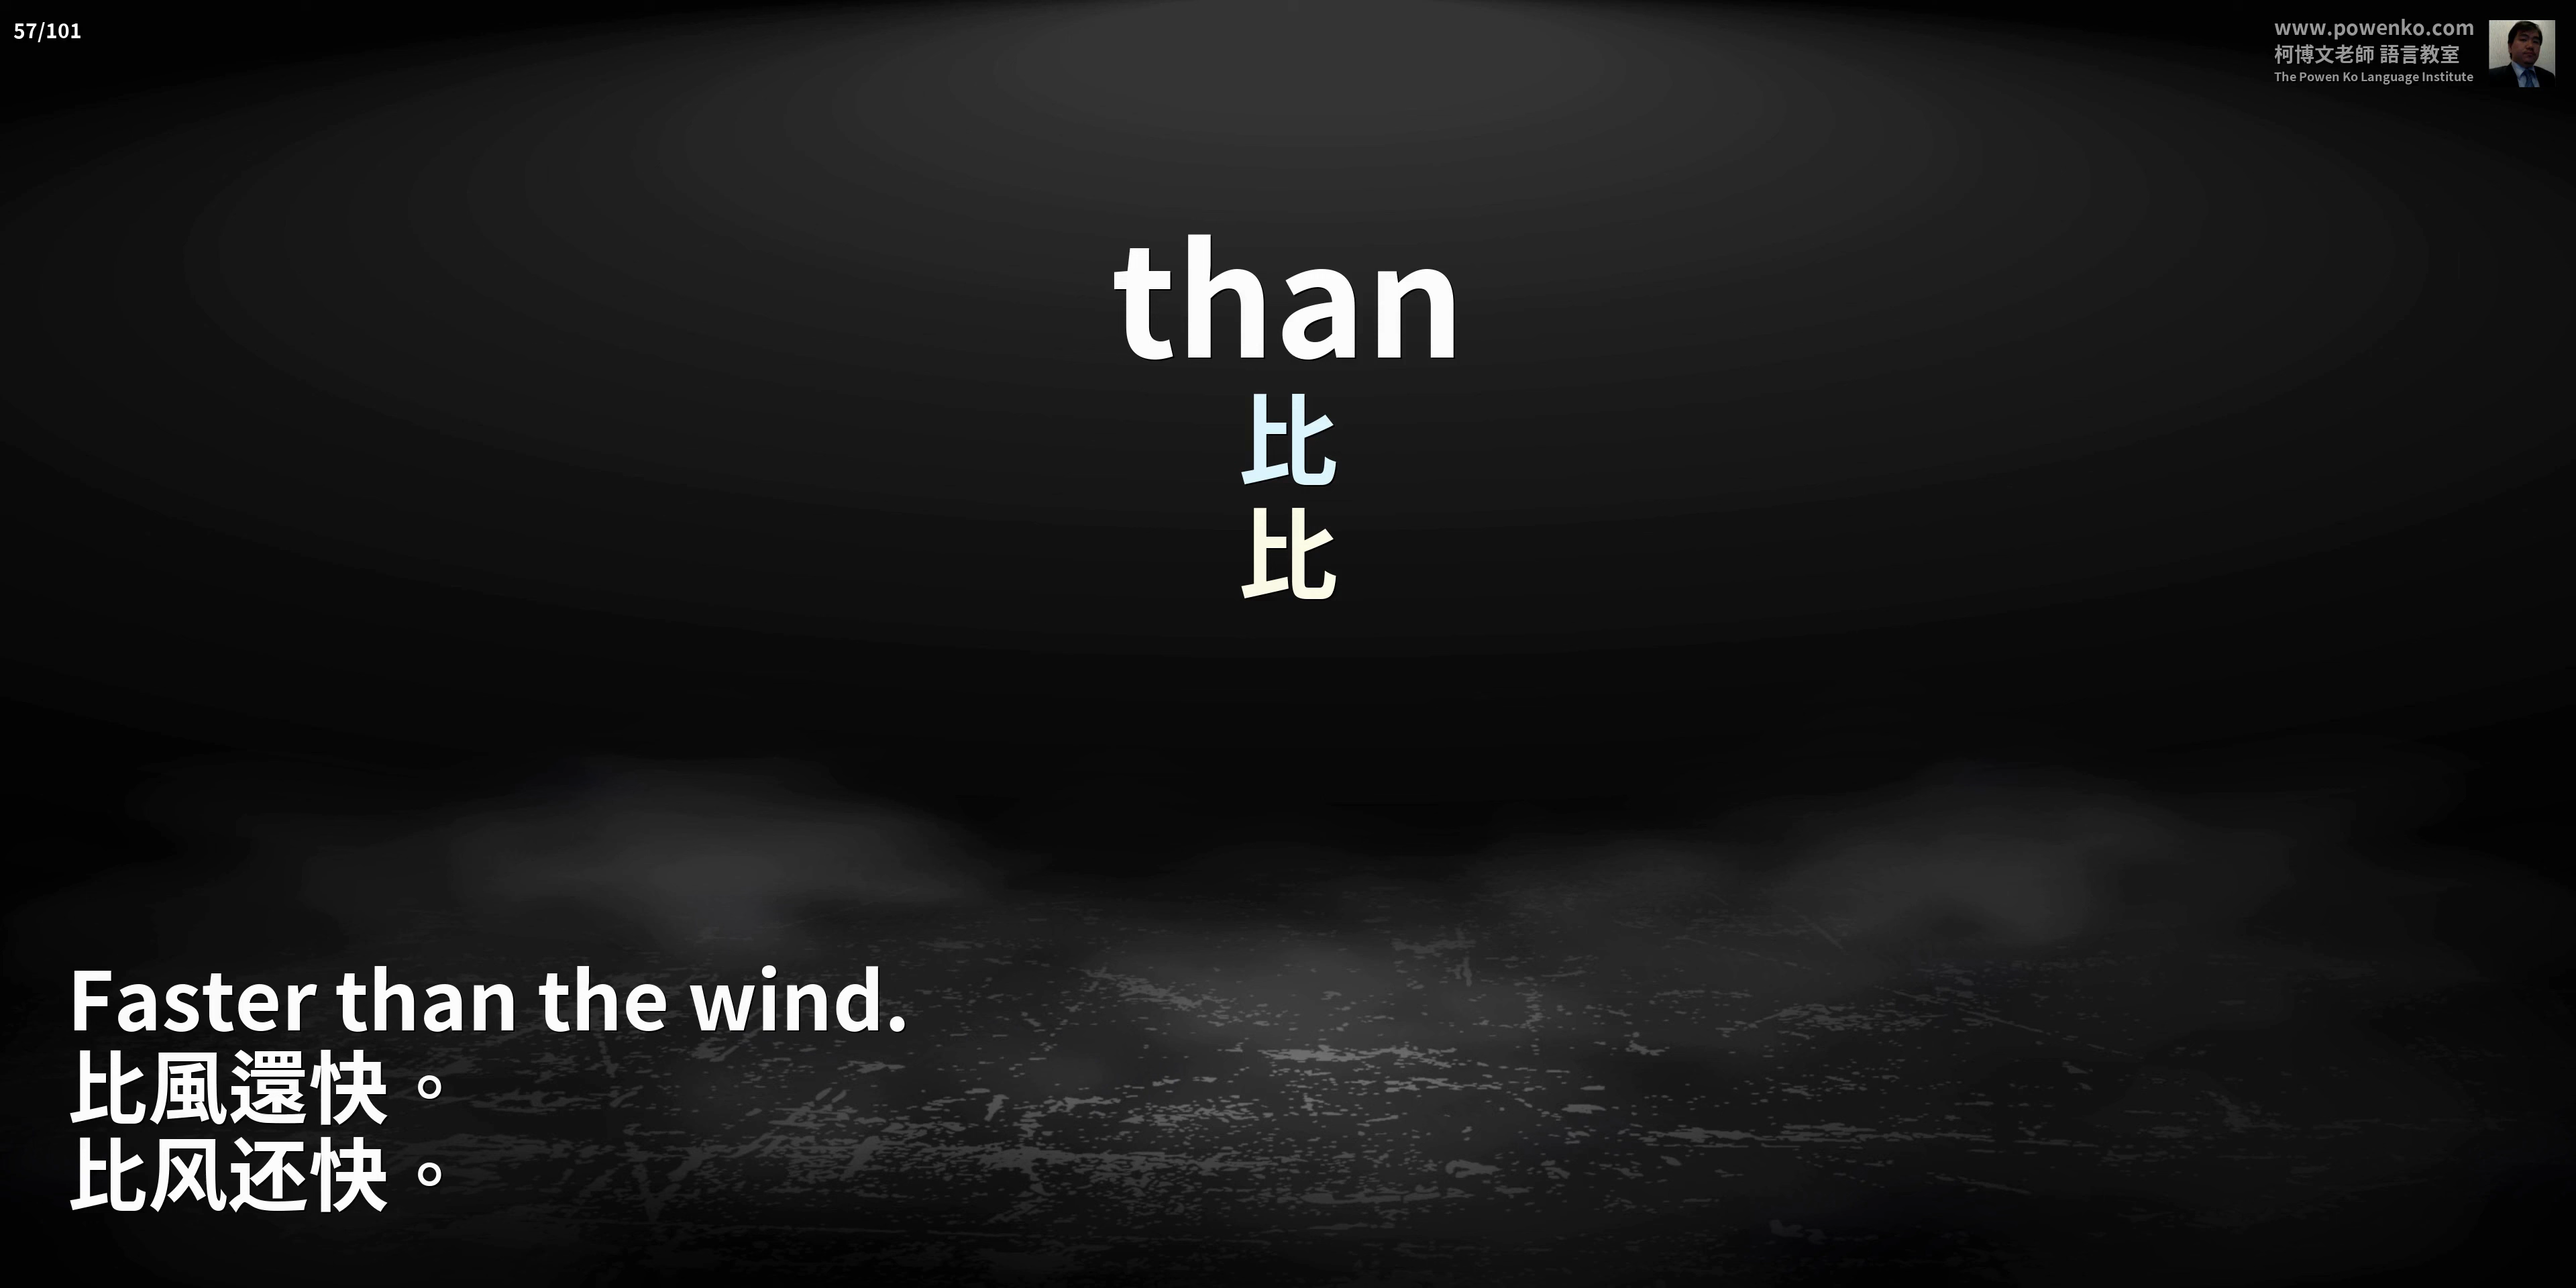 57/101
www.powenko.com
柯博文老師 語言教室
The Powen Ko Language Institute
than
比
比
Faster than the wind.
比風還快。
比风还快。